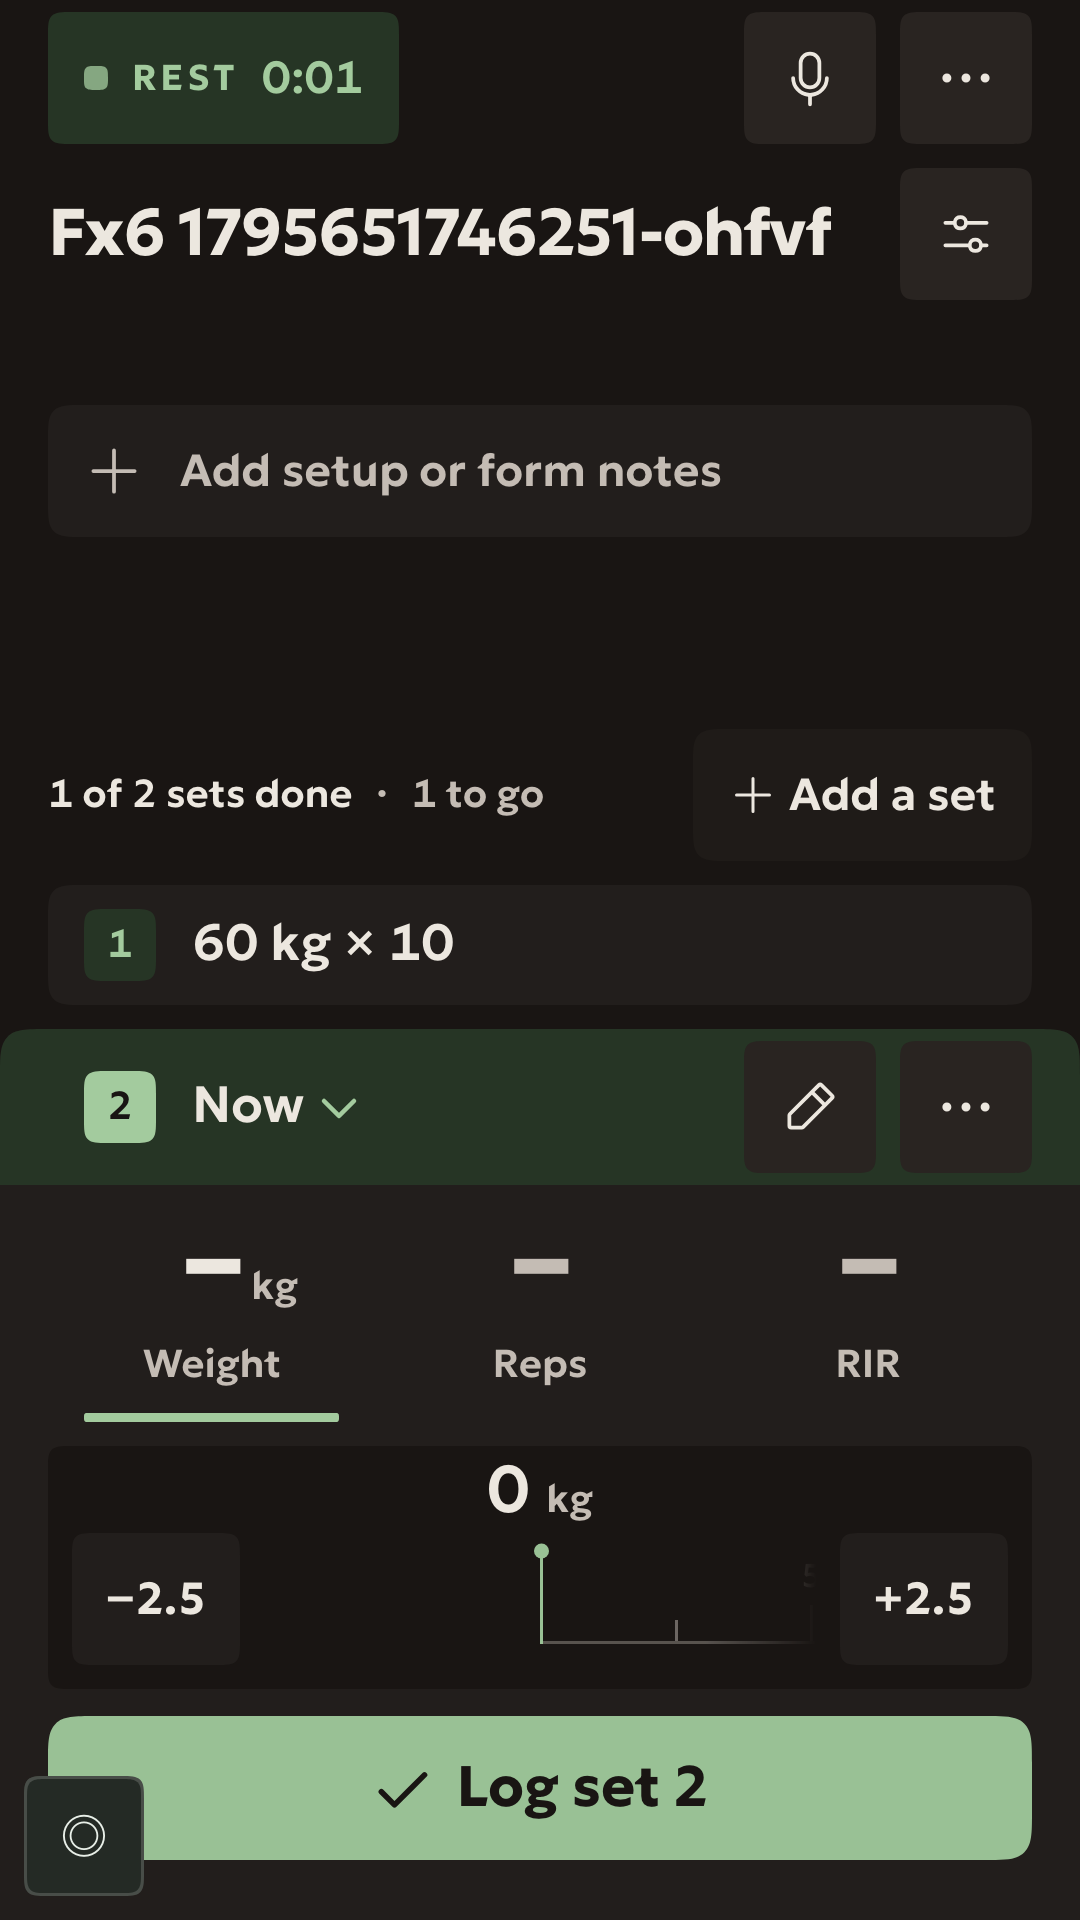 REST 0:01
Fx6 1795651746251-ohfvf
Add setup or form notes
1 of 2 sets done · 1 to go
Add a set
1 60 kg × 10
2 Now
– kg – –
Weight Reps RIR
0 kg
−2.5 5 +2.5
Log set 2